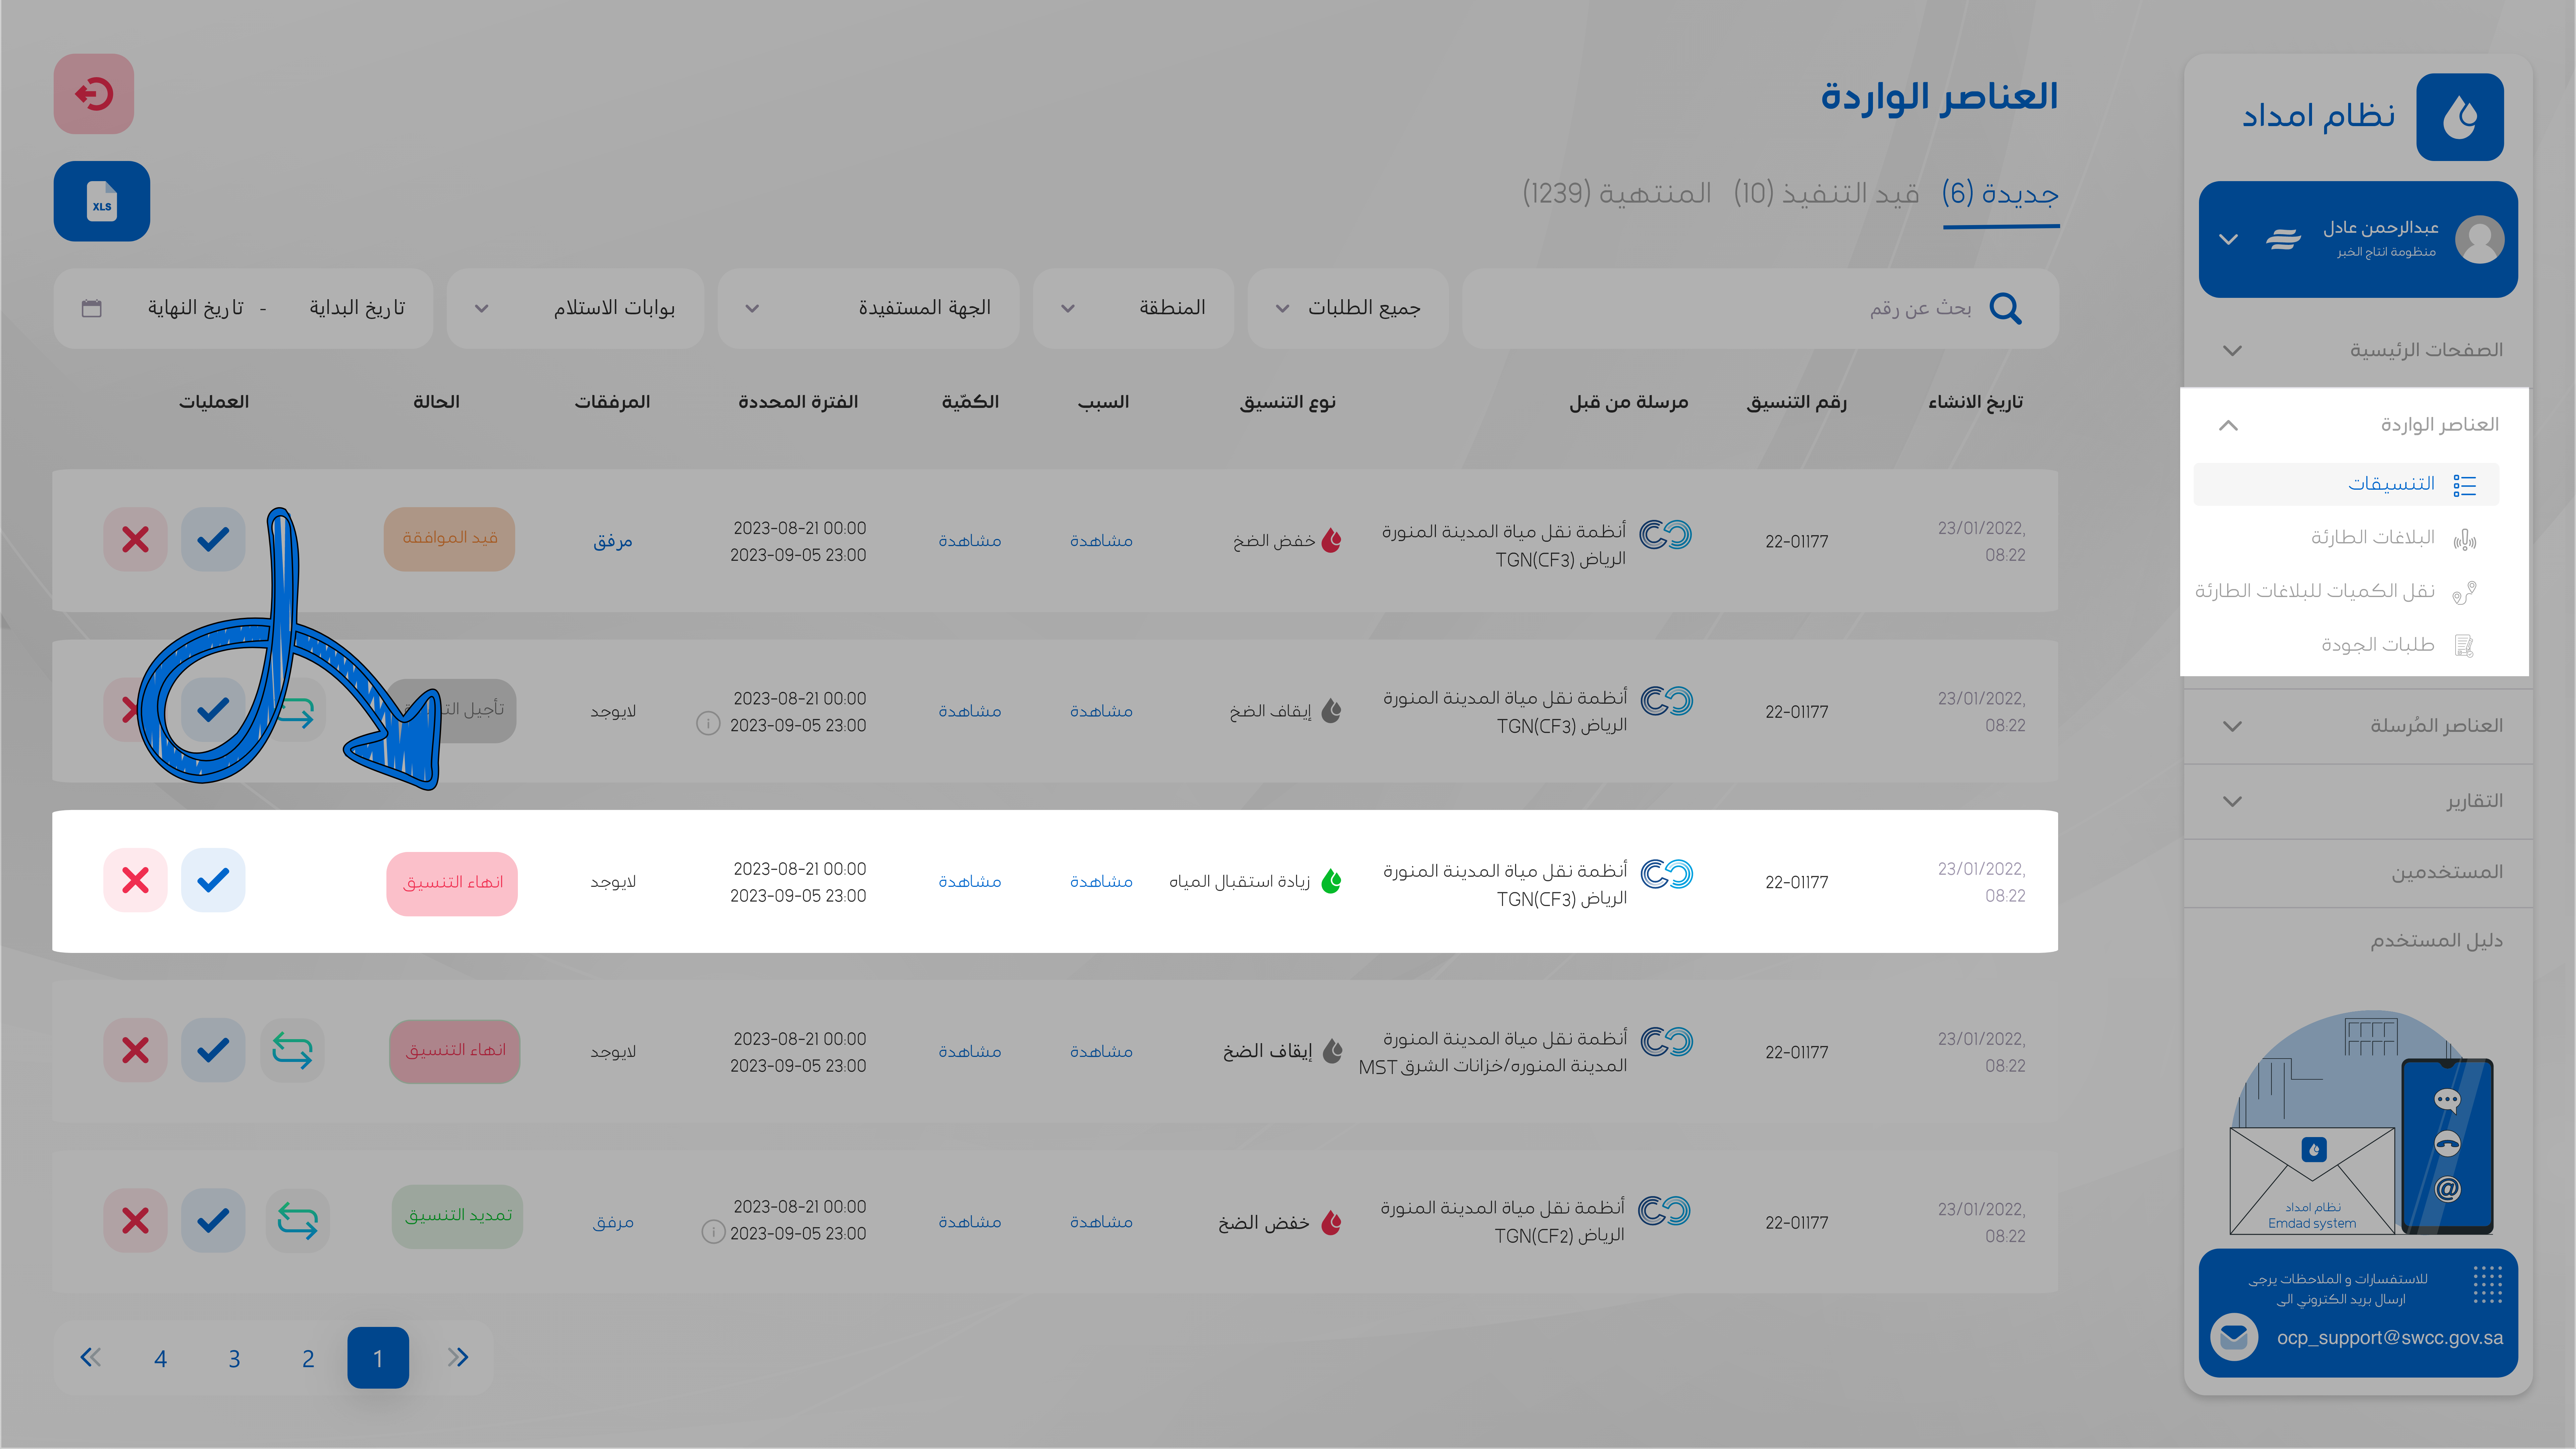 نظام امداد
عبدالرحمن عادل
منظومة انتاج الخبر
الصفحات الرئيسية
العناصر الواردة
التنسيقات
البلاغات الطارئة
نقل الكميات للبلاغات الطارئة
طلبات الجودة
العناصر المُرسلة
التقارير
المستخدمين
دليل المستخدم
نظام امداد
Emdad system
للاستفسارات و الملاحظات يرجى
ارسال بريد الكتروني الى
ocp_support@swcc.gov.sa
العناصر الواردة
جديدة (6) قيد التنفيذ (10) المنتهية (1239)
XLS
بحث عن رقم جميع الطلبات المنطقة الجهة المستفيدة بوابات الاستلام تاريخ البداية - تاريخ النهاية
تاريخ الانشاء رقم التنسيق مرسلة من قبل نوع التنسيق السبب الكمّية الفترة المحددة المرفقات الحالة العمليات
23/01/2022, أنظمة نقل مياة المدينة المنورة 2023-08-21 00:00
22-01177 خفض الضخ مشاهدة مشاهدة مرفق قيد الموافقة
08:22 الرياض TGN(CF3) 2023-09-05 23:00
23/01/2022, أنظمة نقل مياة المدينة المنورة 2023-08-21 00:00
22-01177 إيقاف الضخ مشاهدة مشاهدة لايوجد تأجيل
08:22 الرياض TGN(CF3) 2023-09-05 23:00
23/01/2022, أنظمة نقل مياة المدينة المنورة 2023-08-21 00:00
22-01177 زيادة استقبال المياه مشاهدة مشاهدة لايوجد انهاء التنسيق
08:22 الرياض TGN(CF3) 2023-09-05 23:00
23/01/2022, أنظمة نقل مياة المدينة المنورة 2023-08-21 00:00
22-01177 إيقاف الضخ مشاهدة مشاهدة لايوجد انهاء التنسيق
08:22 المدينة المنوره/خزانات الشرق MST 2023-09-05 23:00
23/01/2022, أنظمة نقل مياة المدينة المنورة 2023-08-21 00:00
22-01177 خفض الضخ مشاهدة مشاهدة مرفق تمديد التنسيق
08:22 الرياض TGN(CF2) 2023-09-05 23:00
1 2 3 4